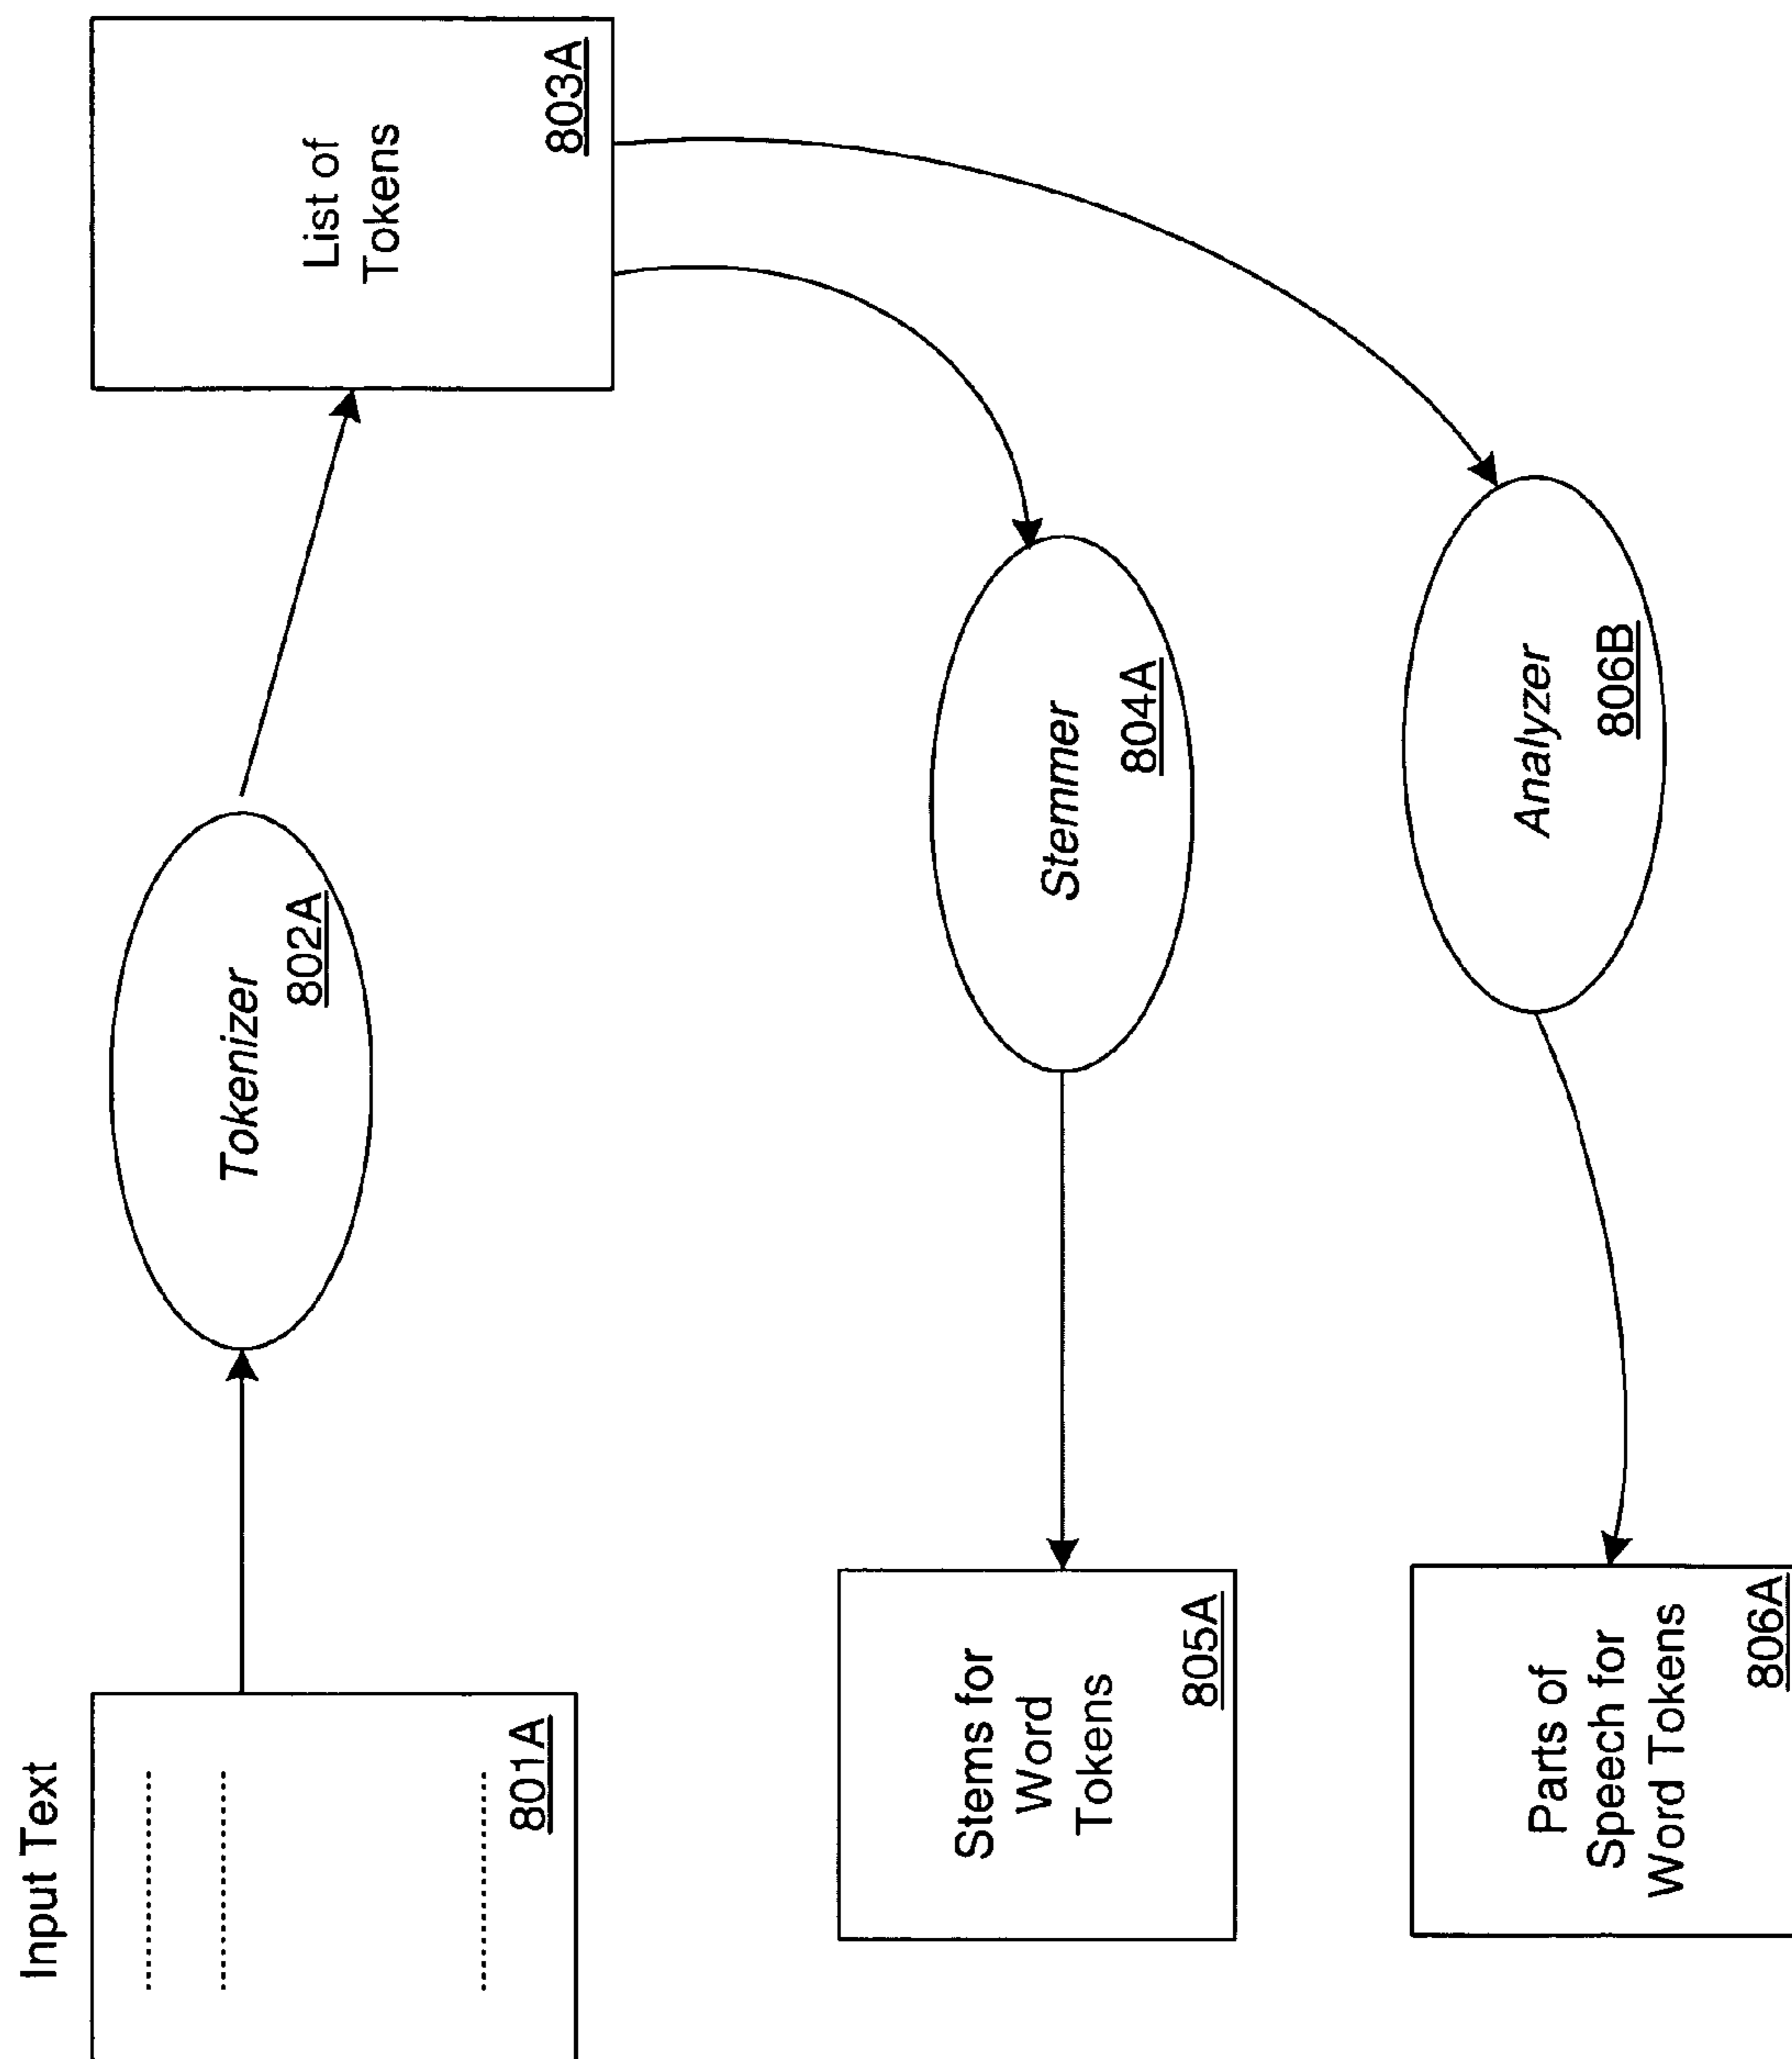 Input Text
801A
Tokenizer
802A
List of
Tokens
803A
Stems for
Word
Tokens
805A
Stemmer
804A
Parts of
Speech for
Word Tokens
806A
Analyzer
806B